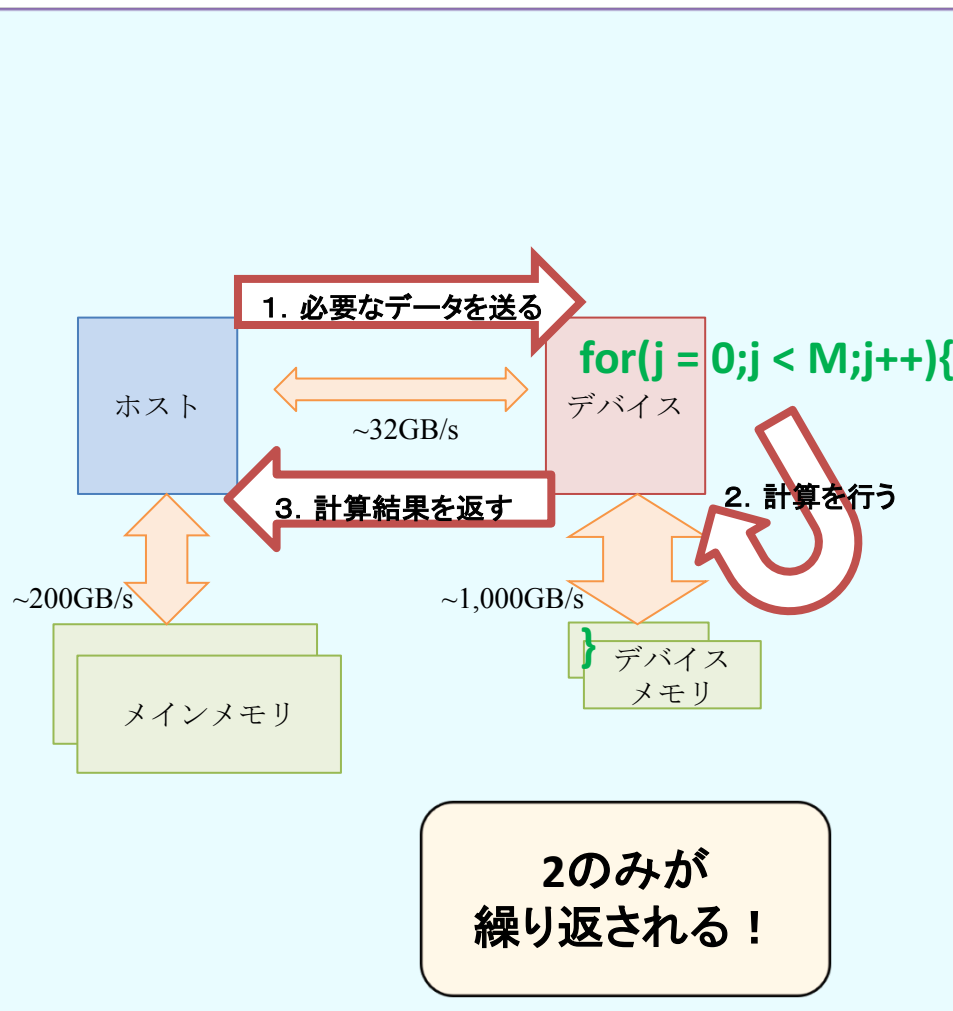 1．必要なデータを送る
for(j = 0;j < M;j++){
ホスト
デバイス
~32GB/s
2．計算を行う
3．計算結果を返す
~200GB/s
~1,000GB/s
}
デバイス
メモリ
メインメモリ
2のみが
繰り返される！